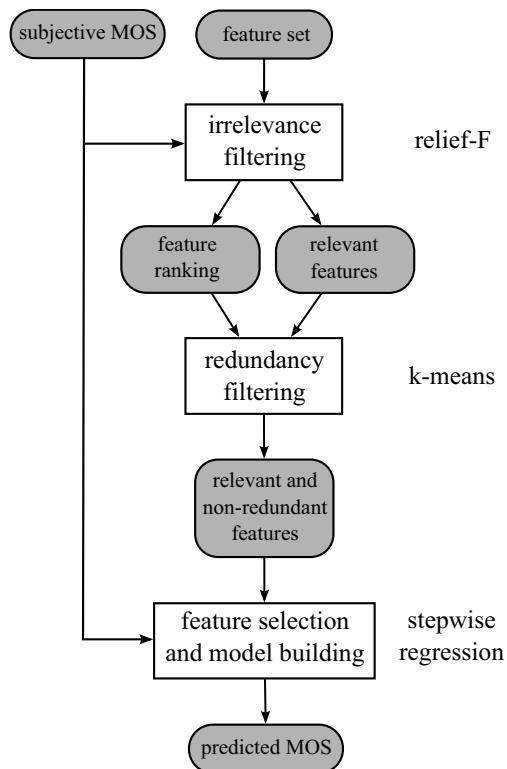 subjective MOS
feature set
irrelevance
filtering
relief-F
feature
ranking
relevant
features
redundancy
filtering
k-means
relevant and
non-redundant
features
feature selection
and model building
stepwise
regression
predicted MOS